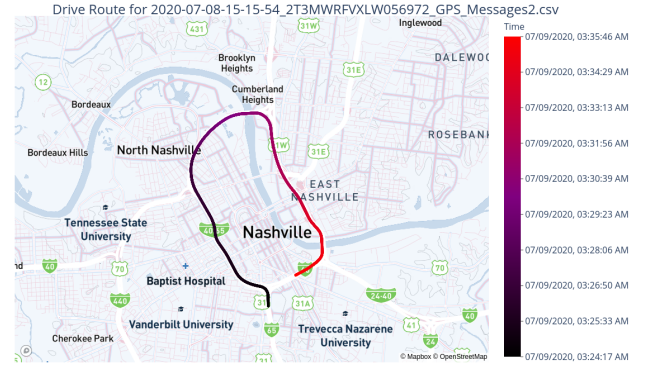 Drive Route for 2020-07-08-15-15-54_2T3MWRFVXLW056972_GPS_Messages2.csv
Inglewood
Time
431
31W
07/09/2020, 03:35:46 AM
Brooklyn
Heights
DALEWOO
31E
07/09/2020, 03:34:29 AM
12
Cumberland
Heights
Bordeaux
07/09/2020, 03:33:13 AM
ROSEBANK
North Nashville
31W
31E
07/09/2020, 03:31:56 AM
Bordeaux Hills
EAST
NASHVILLE
07/09/2020, 03:30:39 AM
Tennessee State
University
07/09/2020, 03:29:23 AM
Nashville
07/09/2020, 03:28:06 AM
nd
40
70
70
Baptist Hospital
07/09/2020, 03:26:50 AM
440
31
31A
24-40
40
Vanderbilt University
07/09/2020, 03:25:33 AM
65
Trevecca Nazarene
University
41
24
Cherokee Park
07/09/2020, 03:24:17 AM
31
© Mapbox © OpenStreetMap